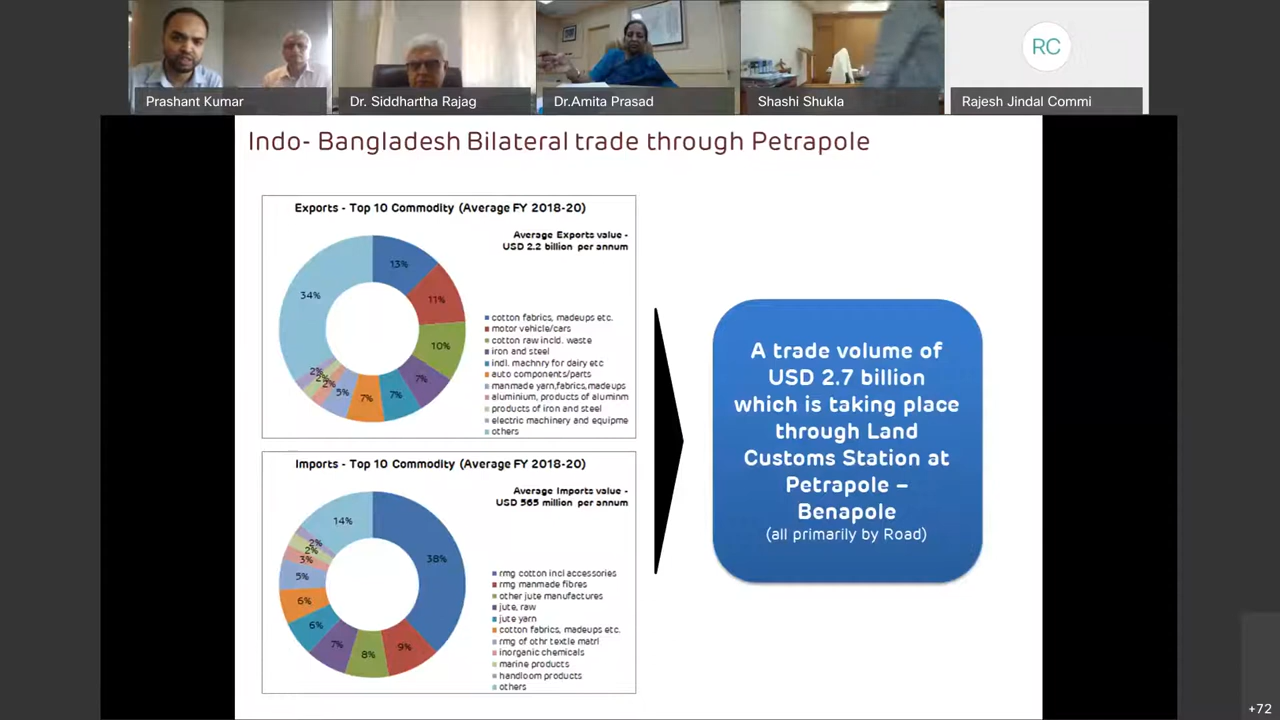 Prashant Kumar
Dr. Siddhartha Rajag
Dr.Amita Prasad
Shashi Shukla
RC
Rajesh Jindal Commi
Indo- Bangladesh Bilateral trade through Petrapole
Exports - Top 10 Commodity (Average FY 2018-20)
Average Exports value -
USD 2.2 billion per annum
13%
11%
10%
7%
7%
7%
5%
2%
2%
2%
34%
cotton fabrics, madeups etc.
motor vehicle/cars
cotton raw incld. waste
iron and steel
indl. machnry for dairy etc
auto components/parts
manmade yarn,fabrics,madeups
aluminium, products of aluminm
products of iron and steel
electric machinery and equipme
others
Imports - Top 10 Commodity (Average FY 2018-20)
Average Imports value -
USD 565 million per annum
38%
9%
8%
7%
6%
6%
5%
3%
2%
2%
14%
rmg cotton incl accessories
rmg manmade fibres
other jute manufactures
jute, raw
jute yarn
cotton fabrics, madeups etc.
rmg of othr textle matrl
inorganic chemicals
marine products
handloom products
others
A trade volume of
USD 2.7 billion
which is taking place
through Land
Customs Station at
Petrapole –
Benapole
(all primarily by Road)
+72